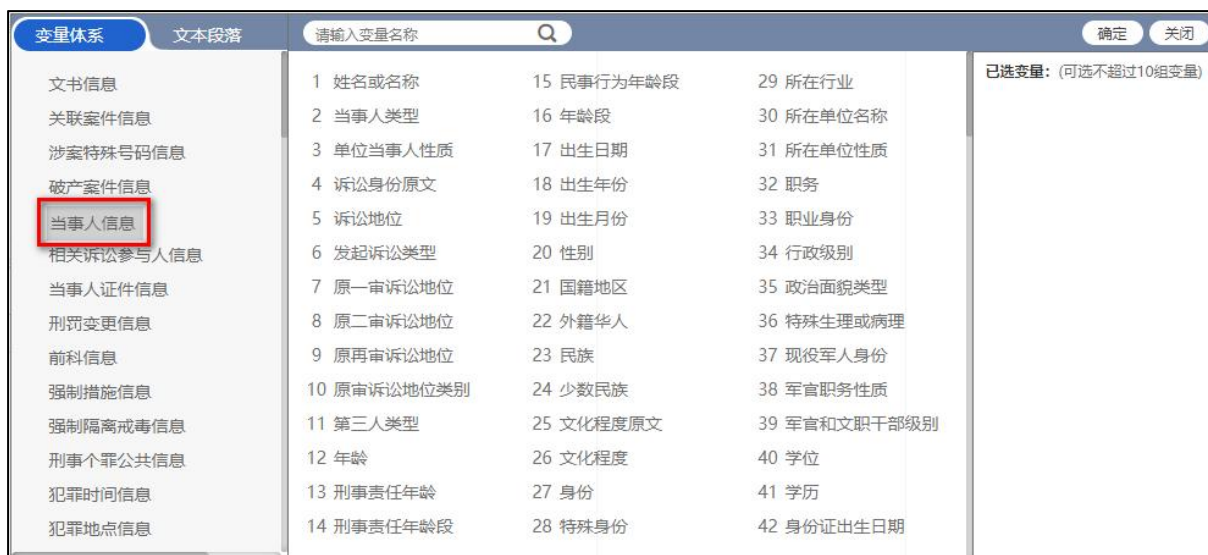 变量体系
文本段落
请输入变量名称
确定
关闭
文书信息
关联案件信息
涉案特殊号码信息
破产案件信息
当事人信息
相关诉讼参与人信息
当事人证件信息
刑罚变更信息
前科信息
强制措施信息
强制隔离戒毒信息
刑事个罪公共信息
犯罪时间信息
犯罪地点信息
1 姓名或名称
2 当事人类型
3 单位当事人性质
4 诉讼身份原文
5 诉讼地位
6 发起诉讼类型
7 原一审诉讼地位
8 原二审诉讼地位
9 原再审诉讼地位
10 原审诉讼地位类别
11 第三人类型
12 年龄
13 刑事责任年龄
14 刑事责任年龄段
15 民事行为年龄段
16 年龄段
17 出生日期
18 出生年份
19 出生月份
20 性别
21 国籍地区
22 外籍华人
23 民族
24 少数民族
25 文化程度原文
26 文化程度
27 身份
28 特殊身份
29 所在行业
30 所在单位名称
31 所在单位性质
32 职务
33 职业身份
34 行政级别
35 政治面貌类型
36 特殊生理或病理
37 现役军人身份
38 军官职务性质
39 军官和文职干部级别
40 学位
41 学历
42 身份证出生日期
已选变量：(可选不超过10组变量)